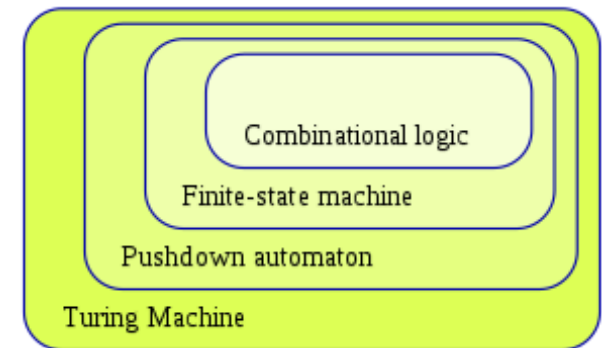 Combinational logic
Finite-state machine
Pushdown automaton
Turing Machine